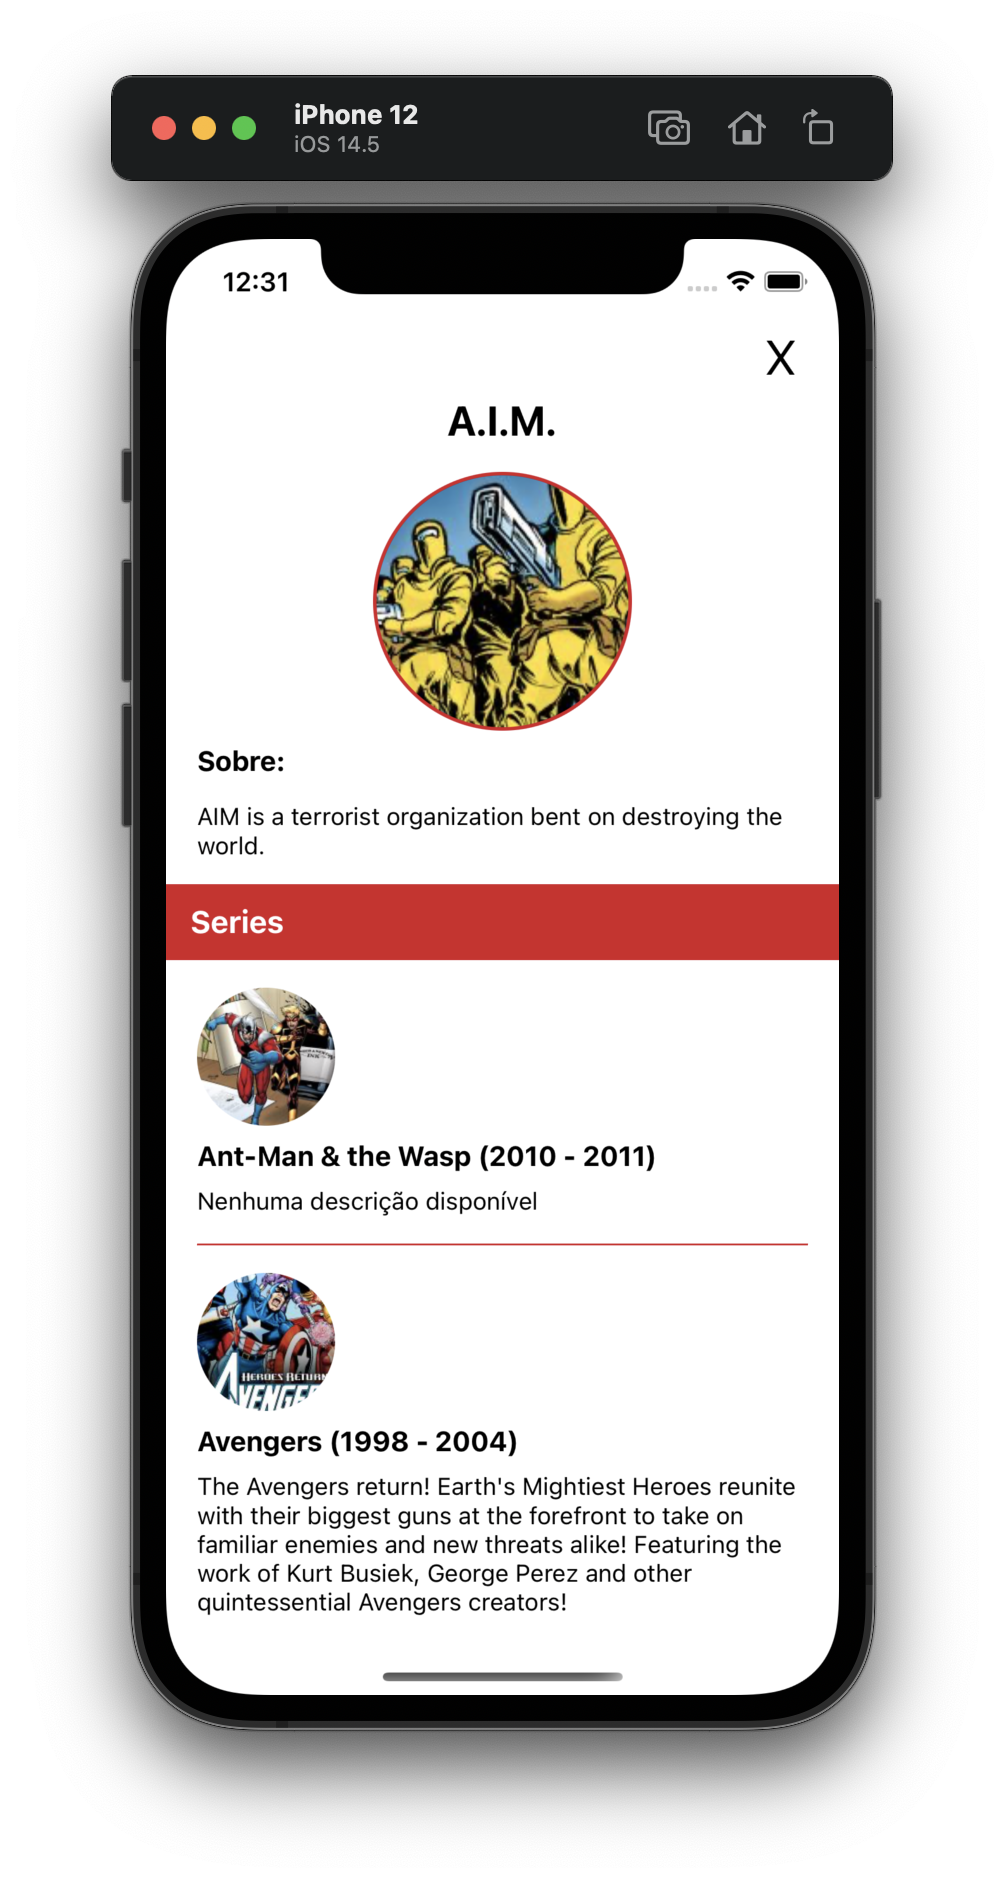 iPhone 12
iOS 14.5
12:31
X
A.I.M.
Sobre:
AIM is a terrorist organization bent on destroying the
world.
Series
Ant-Man & the Wasp (2010 - 2011)
Nenhuma descrição disponível
HEROES RETURN
AVENGE
Avengers (1998 - 2004)
The Avengers return! Earth's Mightiest Heroes reunite
with their biggest guns at the forefront to take on
familiar enemies and new threats alike! Featuring the
work of Kurt Busiek, George Perez and other
quintessential Avengers creators!